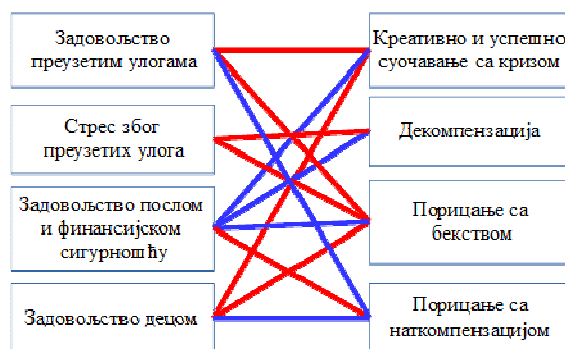 Задовољство
преузетим улогама
Стрес због
преузетих улога
Задовољство послом
и финансијском
сигурношћу
Задовољство децом
Креативно и успешно
суочавање са кризом
Декомпензација
Порицање са
бекством
Порицање са
наткомпензацијом